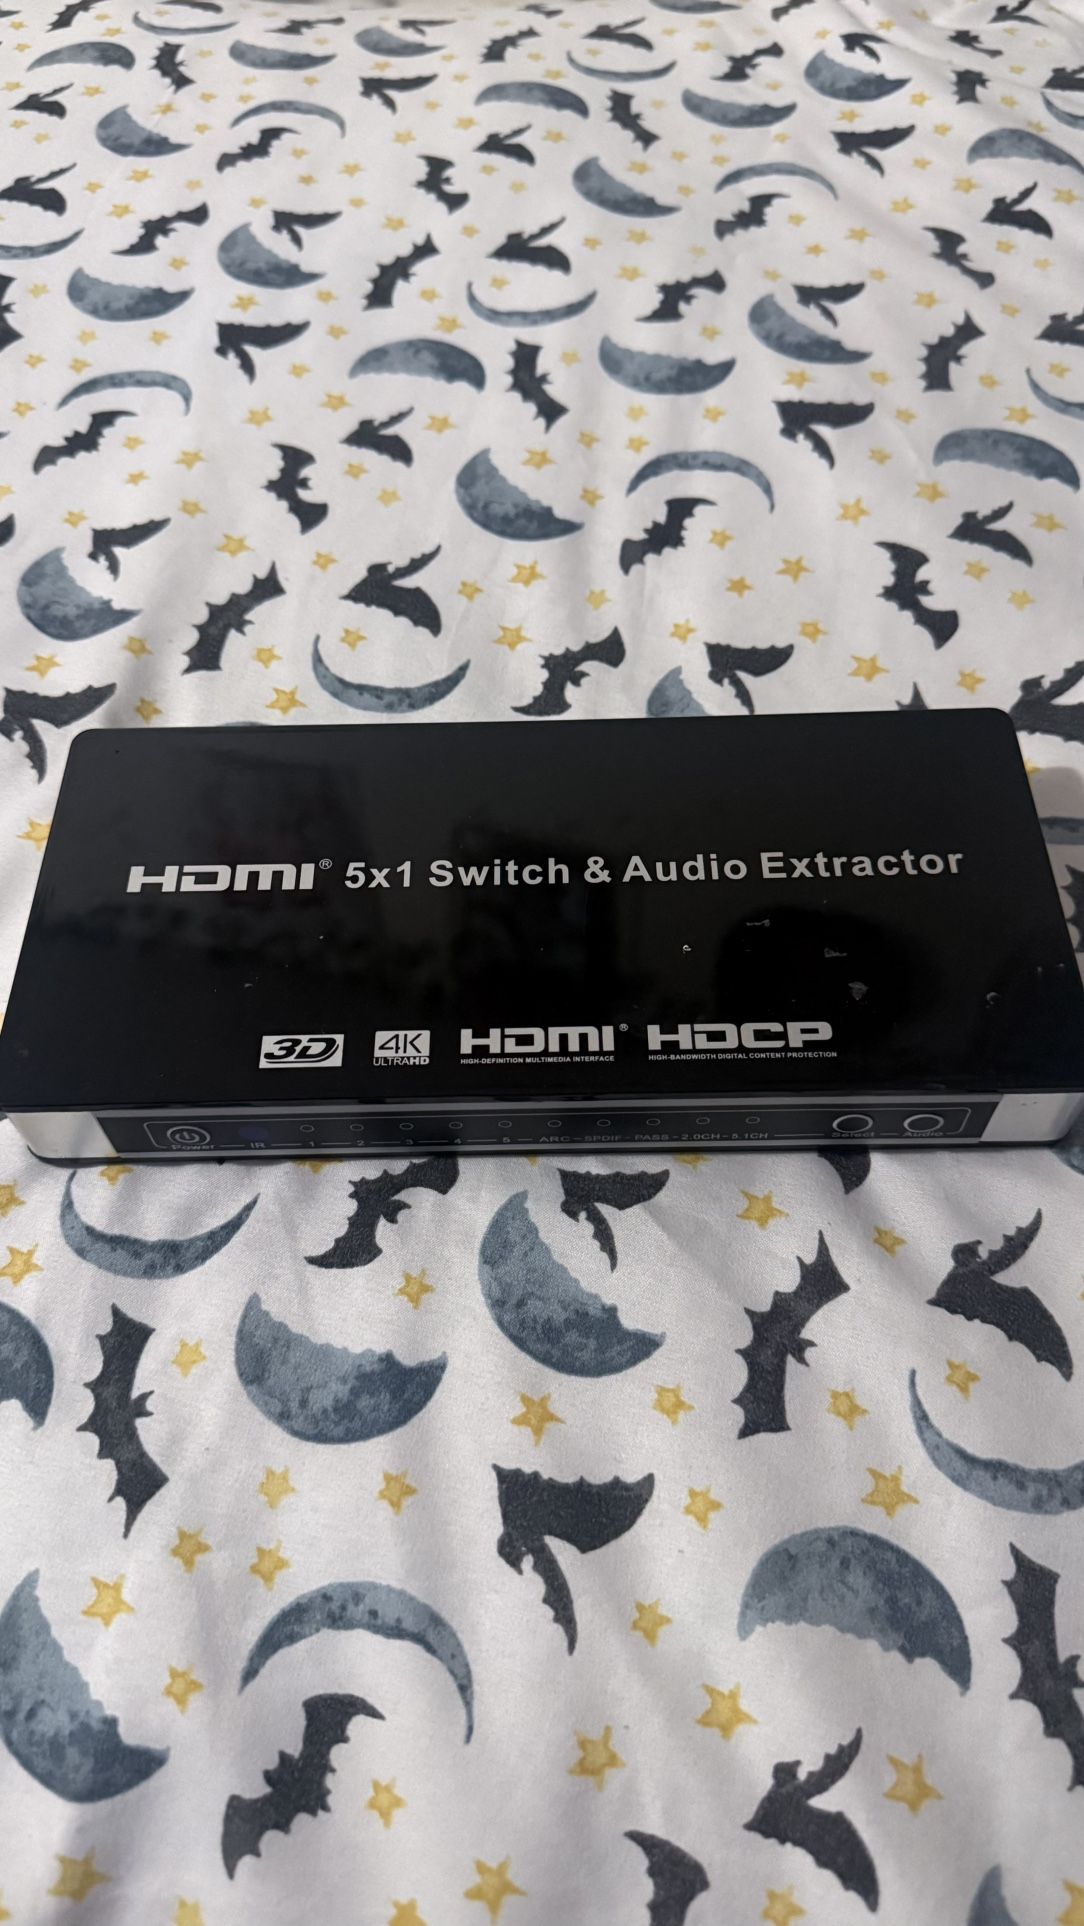 HDMI® 5x1 Switch & Audio Extractor
3D 4K ULTRAHD HDMI® HDCP
HIGH-DEFINITION MULTIMEDIA INTERFACE HIGH-BANDWIDTH DIGITAL CONTENT PROTECTION
Power IR 1 2 3 4 5 ARC SPDIF PASS 2.0CH 5.1CH Select Audio